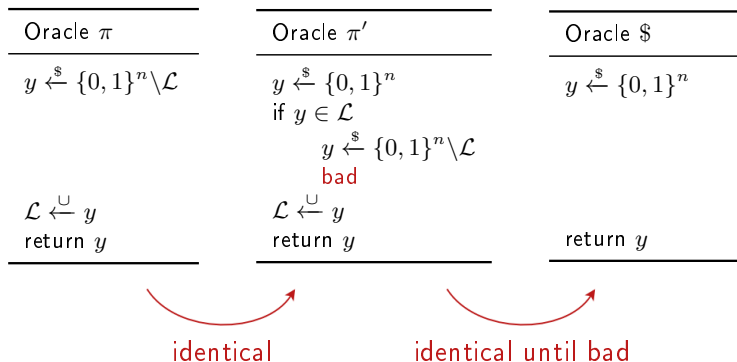 Oracle π
y ←$ {0, 1}ⁿ\ℒ
ℒ ←∪ y
return y
Oracle π′
y ←$ {0, 1}ⁿ
if y ∈ ℒ
y ←$ {0, 1}ⁿ\ℒ
bad
ℒ ←∪ y
return y
Oracle $
y ←$ {0, 1}ⁿ
return y
identical
identical until bad